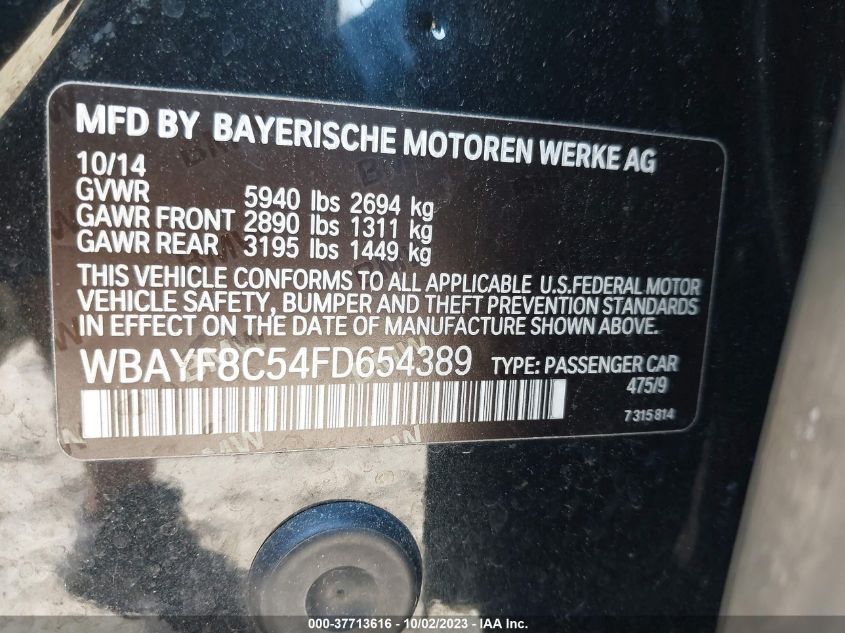 MFD BY BAYERISCHE MOTOREN WERKE AG
10/14
GVWR 5940 lbs 2694 kg
GAWR FRONT 2890 lbs 1311 kg
GAWR REAR 3195 lbs 1449 kg
THIS VEHICLE CONFORMS TO ALL APPLICABLE U.S.FEDERAL MOTOR
VEHICLE SAFETY, BUMPER AND THEFT PREVENTION STANDARDS
IN EFFECT ON THE DATE OF MANUFACTURE SHOWN ABOVE.
WBAYF8C54FD654389 TYPE: PASSENGER CAR
475/9
7 315 814
000-37713616 - 10/02/2023 - IAA Inc.